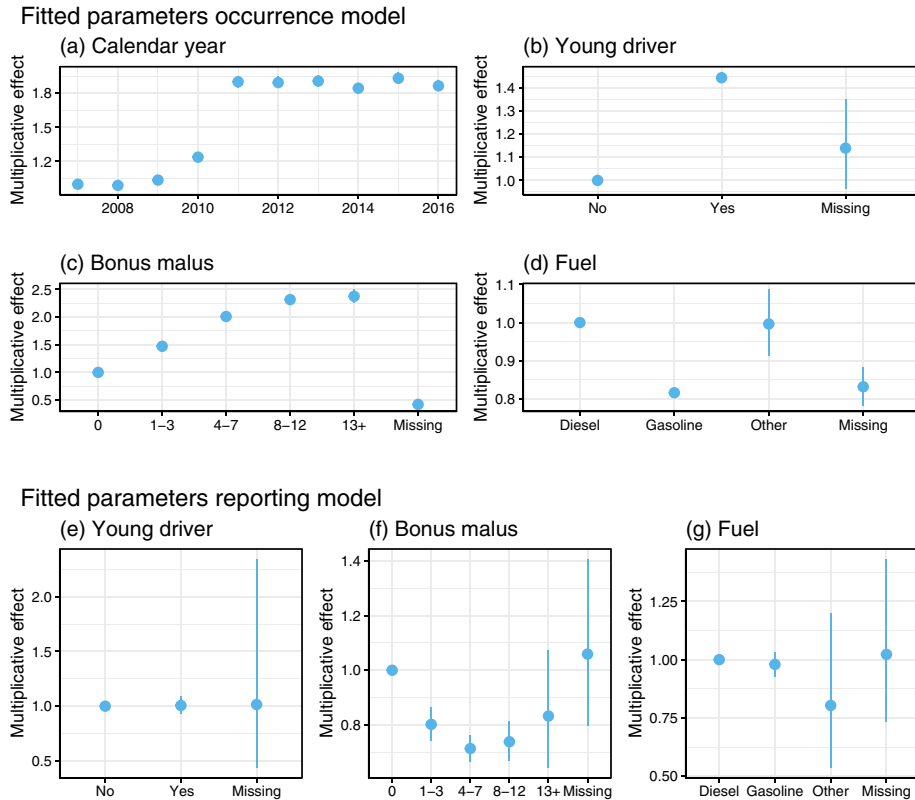 Fitted parameters occurrence model
(a) Calendar year
Multiplicative effect
1.8
1.5
1.2
2008 2010 2012 2014 2016
(b) Young driver
Multiplicative effect
1.4
1.3
1.2
1.1
1.0
No Yes Missing
(c) Bonus malus
Multiplicative effect
2.5
2.0
1.5
1.0
0.5
0 1−3 4−7 8−12 13+ Missing
(d) Fuel
Multiplicative effect
1.1
1.0
0.9
0.8
Diesel Gasoline Other Missing
Fitted parameters reporting model
(e) Young driver
Multiplicative effect
2.0
1.5
1.0
0.5
No Yes Missing
(f) Bonus malus
Multiplicative effect
1.4
1.2
1.0
0.8
0 1−3 4−7 8−12 13+ Missing
(g) Fuel
Multiplicative effect
1.25
1.00
0.75
0.50
Diesel Gasoline Other Missing